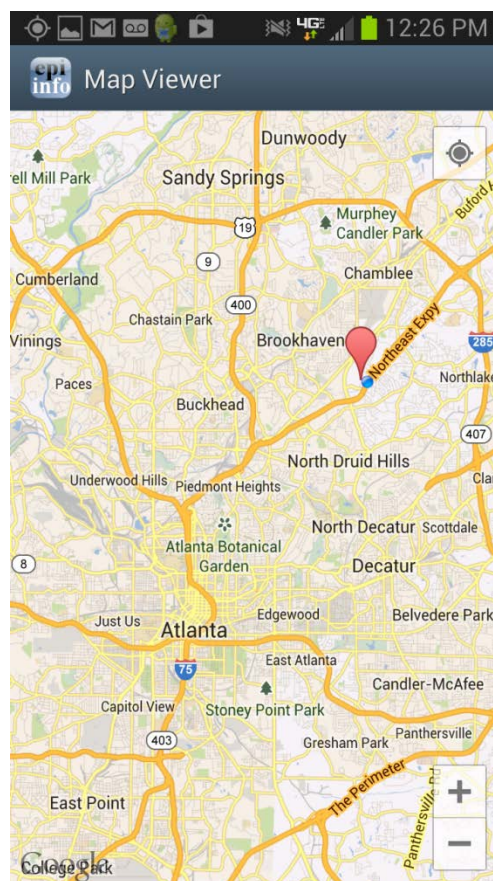 4G
12:26 PM
epi
info
Map Viewer
Dunwoody
ell Mill Park
Sandy Springs
Buford
19
Murphey
Candler Park
9
Cumberland
Chamblee
400
Chastain Park
Vinings
Brookhaven
Northeast Expy
285
Paces
Northlake
Buckhead
407
North Druid Hills
Cla
Underwood Hills
Piedmont Heights
North Decatur
Scottdale
Atlanta Botanical
Garden
8
Decatur
Just Us
Edgewood
Belvedere Park
Atlanta
East Atlanta
75
Candler-McAfee
Capitol View
Stoney Point Park
403
Gresham Park
Panthersville
The Perimeter
Panthersville Rd
+
East Point
−
Google
College Park